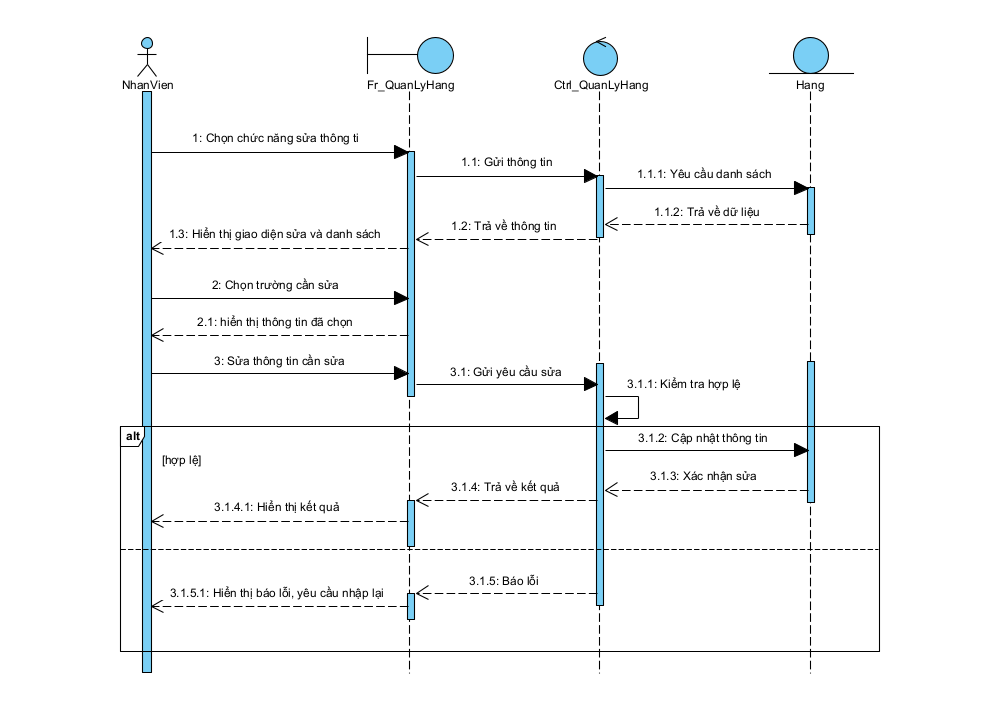 NhanVien
Fr_QuanLyHang
Ctrl_QuanLyHang
Hang
1: Chọn chức năng sửa thông ti
1.1: Gửi thông tin
1.1.1: Yêu cầu danh sách
1.1.2: Trả về dữ liệu
1.2: Trả về thông tin
1.3: Hiển thị giao diện sửa và danh sách
2: Chọn trường cần sửa
2.1: hiển thị thông tin đã chọn
3: Sửa thông tin cần sửa
3.1: Gửi yêu cầu sửa
3.1.1: Kiểm tra hợp lệ
alt
3.1.2: Cập nhật thông tin
[hợp lệ]
3.1.3: Xác nhận sửa
3.1.4: Trả về kết quả
3.1.4.1: Hiển thị kết quả
3.1.5: Báo lỗi
3.1.5.1: Hiển thị báo lỗi, yêu cầu nhập lại